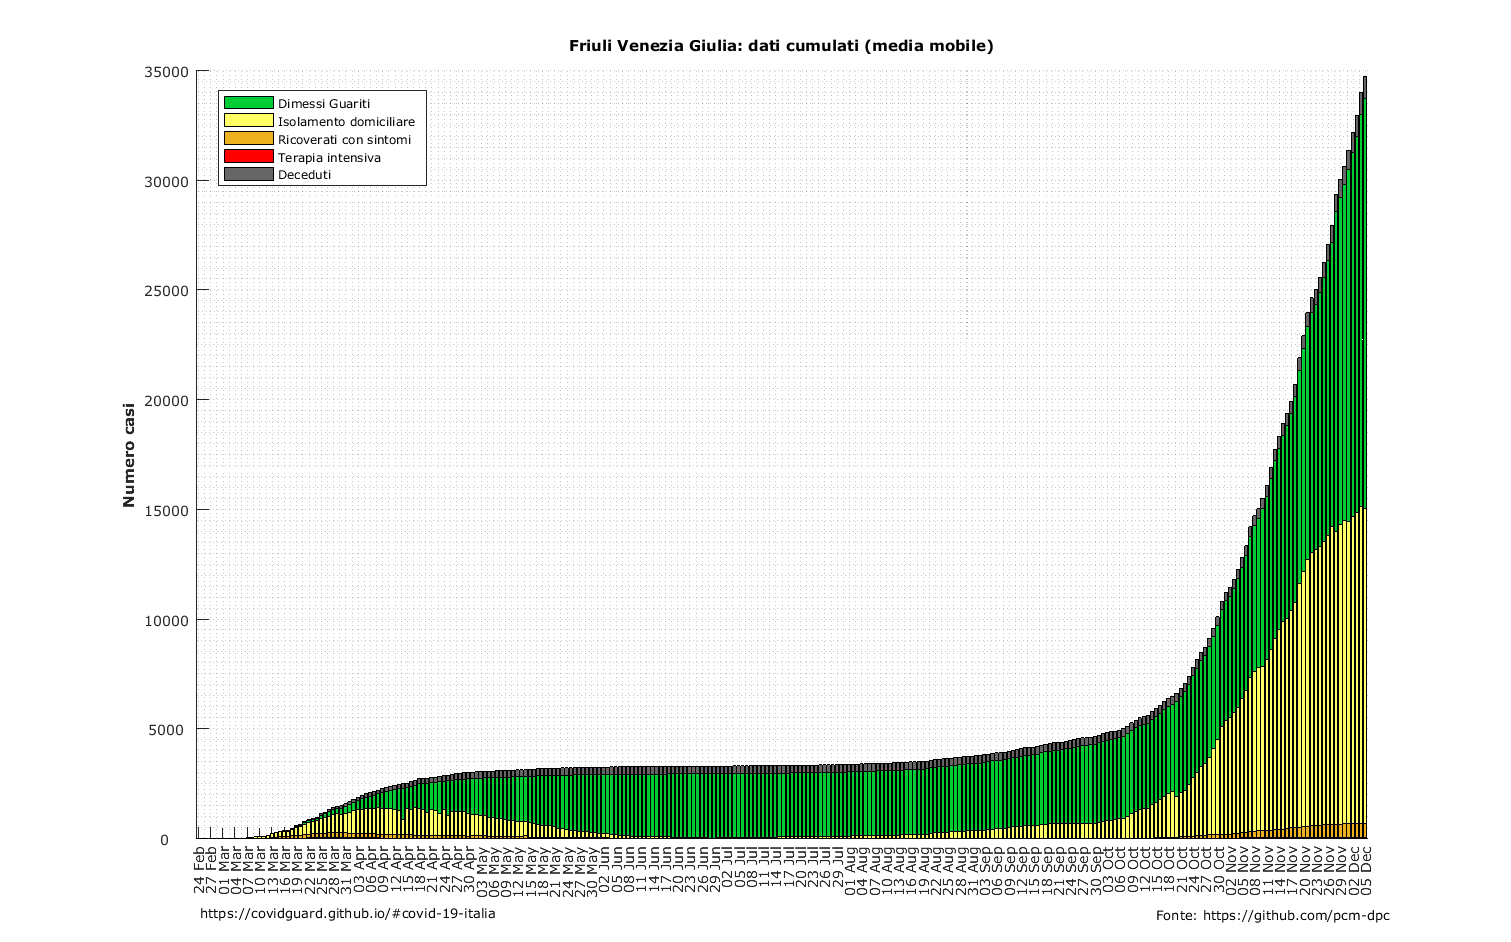 Friuli Venezia Giulia: dati cumulati (media mobile)
35000
30000
25000
20000
15000
10000
5000
0
Numero casi
Dimessi Guariti
Isolamento domiciliare
Ricoverati con sintomi
Terapia intensiva
Deceduti
24 Feb
27 Feb
01 Mar
04 Mar
07 Mar
10 Mar
13 Mar
16 Mar
19 Mar
22 Mar
25 Mar
28 Mar
31 Mar
03 Apr
06 Apr
09 Apr
12 Apr
15 Apr
18 Apr
21 Apr
24 Apr
27 Apr
30 Apr
03 May
06 May
09 May
12 May
15 May
18 May
21 May
24 May
27 May
30 May
02 Jun
05 Jun
08 Jun
11 Jun
14 Jun
17 Jun
20 Jun
23 Jun
26 Jun
29 Jun
02 Jul
05 Jul
08 Jul
11 Jul
14 Jul
17 Jul
20 Jul
23 Jul
26 Jul
29 Jul
01 Aug
04 Aug
07 Aug
10 Aug
13 Aug
16 Aug
19 Aug
22 Aug
25 Aug
28 Aug
31 Aug
03 Sep
06 Sep
09 Sep
12 Sep
15 Sep
18 Sep
21 Sep
24 Sep
27 Sep
30 Sep
03 Oct
06 Oct
09 Oct
12 Oct
15 Oct
18 Oct
21 Oct
24 Oct
27 Oct
30 Oct
02 Nov
05 Nov
08 Nov
11 Nov
14 Nov
17 Nov
20 Nov
23 Nov
26 Nov
29 Nov
02 Dec
05 Dec
https://covidguard.github.io/#covid-19-italia
Fonte: https://github.com/pcm-dpc